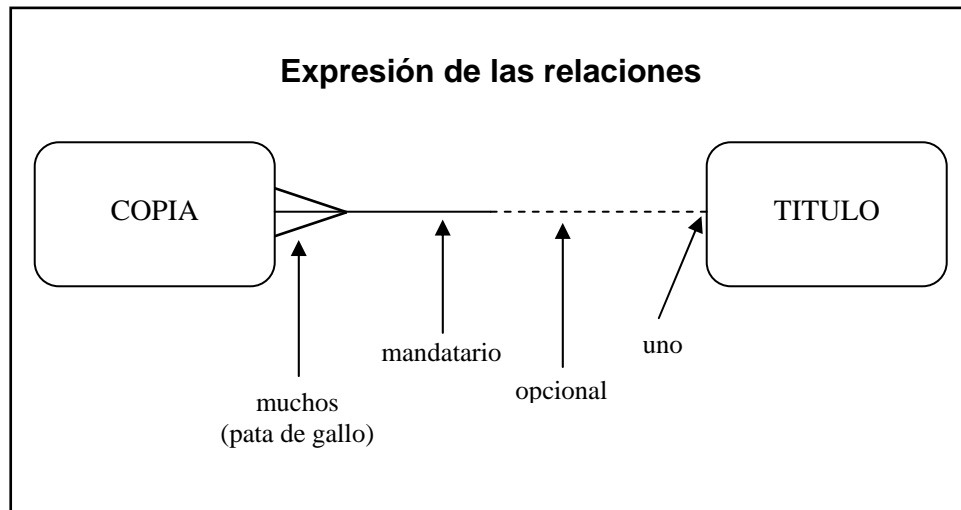 Expresión de las relaciones
COPIA
TITULO
mandatario
uno
opcional
muchos
(pata de gallo)